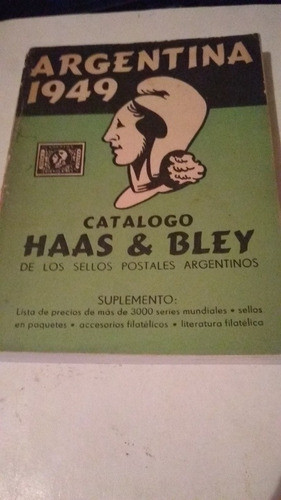 ARGENTINA
1949
CATALOGO
HAAS & BLEY
DE LOS SELLOS POSTALES ARGENTINOS
SUPLEMENTO:
Lista de precios de más de 3000 series mundiales • sellos
en paquetes • accesorios filatélicos • literatura filatélica